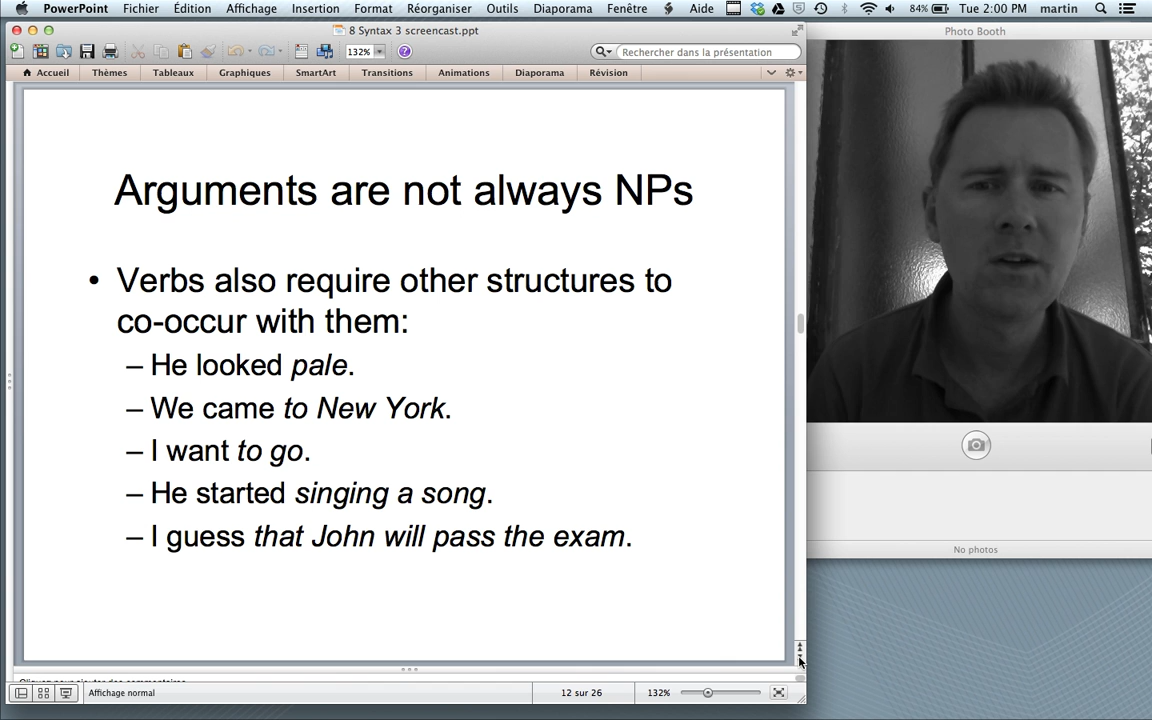 PowerPoint Fichier Édition Affichage Insertion Format Réorganiser Outils Diaporama Fenêtre Aide 84% Tue 2:00 PM martin
8 Syntax 3 screencast.ppt
Photo Booth
132% Rechercher dans la présentation
Accueil Thèmes Tableaux Graphiques SmartArt Transitions Animations Diaporama Révision
Arguments are not always NPs
• Verbs also require other structures to
co-occur with them:
– He looked pale.
– We came to New York.
– I want to go.
– He started singing a song.
– I guess that John will pass the exam.
No photos
Affichage normal 12 sur 26 132%